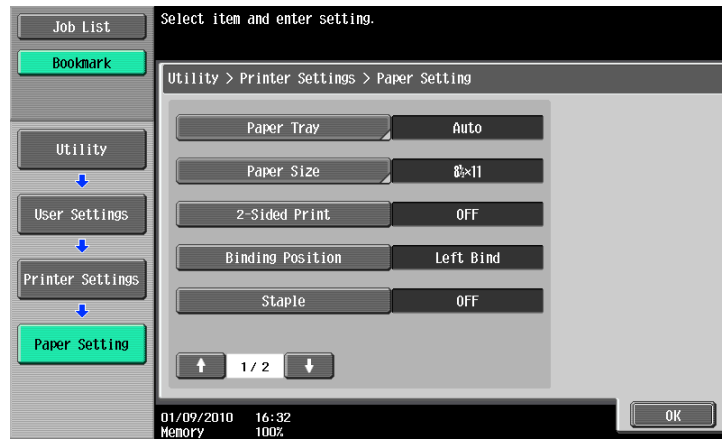 Job List
Select item and enter setting.
Bookmark
Utility > Printer Settings > Paper Setting
Utility
User Settings
Printer Settings
Paper Setting
Paper Tray Auto
Paper Size 8½×11
2-Sided Print OFF
Binding Position Left Bind
Staple OFF
1/ 2
OK
01/09/2010 16:32
Memory 100%